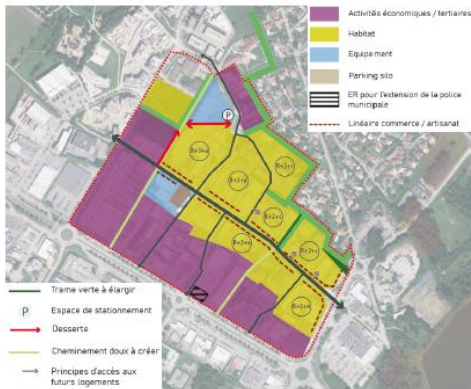 Activités économiques / tertiaires
Habitat
Equipement
Parking silo
ER pour l'extension de la police
municipale
Linéaire commerce / artisanat
P
Trame verte à élargir
P Espace de stationnement
Desserte
Cheminement doux à créer
Principes d'accès aux
futurs logements